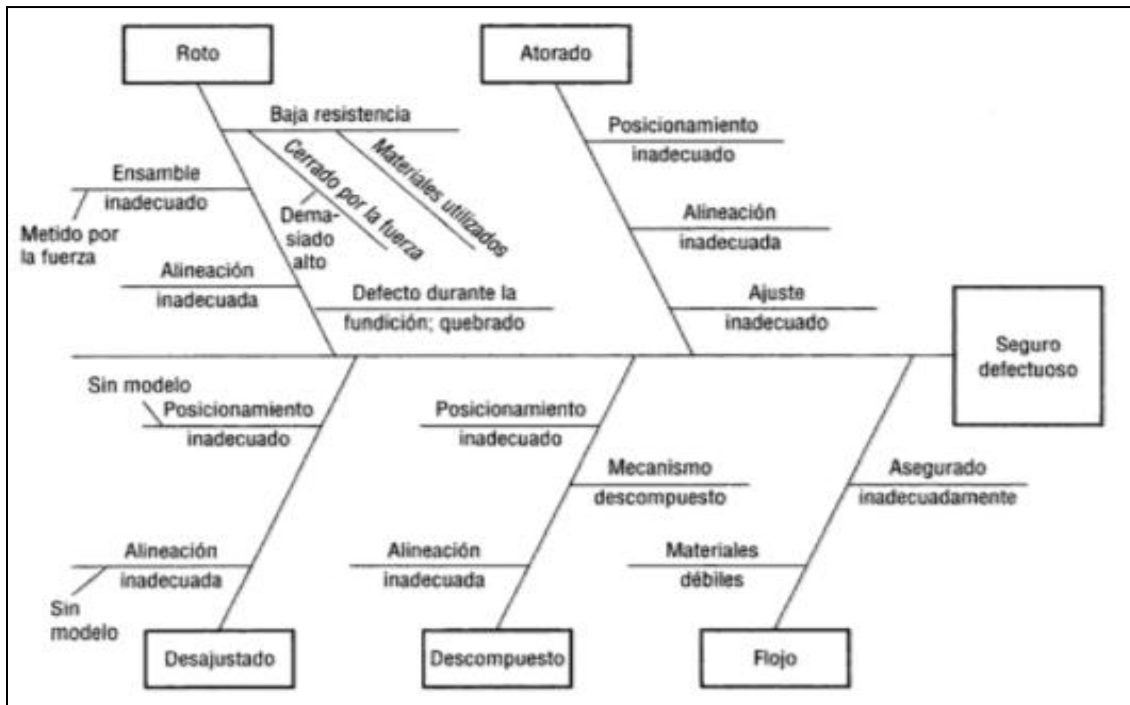 Roto
Atorado
Baja resistencia
Cerrado por la fuerza
Materiales utilizados
Dema-
siado
alto
Ensamble
inadecuado
Metido por
la fuerza
Alineación
inadecuada
Defecto durante la
fundición; quebrado
Posicionamiento
inadecuado
Alineación
inadecuada
Ajuste
inadecuado
Seguro
defectuoso
Sin modelo
Posicionamiento
inadecuado
Alineación
inadecuada
Sin
modelo
Desajustado
Posicionamiento
inadecuado
Mecanismo
descompuesto
Alineación
inadecuada
Descompuesto
Asegurado
inadecuadamente
Materiales
débiles
Flojo